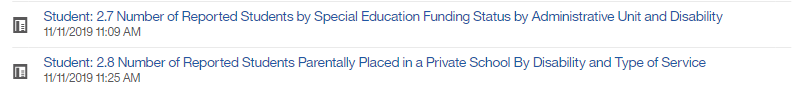 Student: 2.7 Number of Reported Students by Special Education Funding Status by Administrative Unit and Disability
11/11/2019 11:09 AM
Student: 2.8 Number of Reported Students Parentally Placed in a Private School By Disability and Type of Service
11/11/2019 11:25 AM